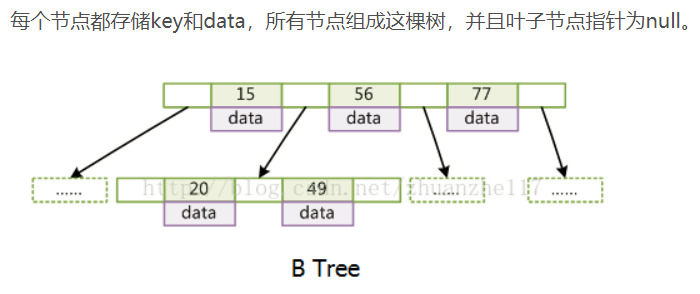 每个节点都存储key和data，所有节点组成这棵树，并且叶子节点指针为null。
15 56 77
data data data
...... 20 49 ...... ......
http://blog.csdn.net/zhuanzhe117
data data
B Tree